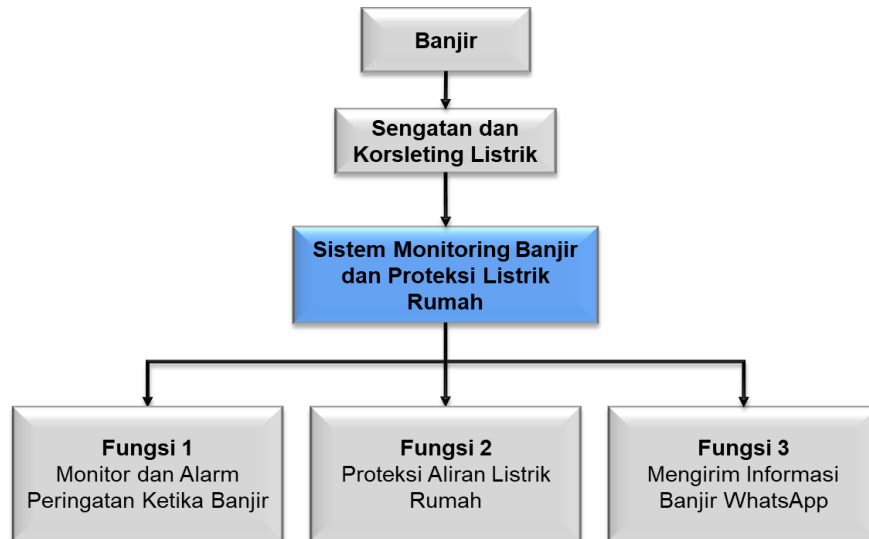 Banjir
Sengatan dan
Korsleting Listrik
Sistem Monitoring Banjir
dan Proteksi Listrik
Rumah
Fungsi 1
Monitor dan Alarm
Peringatan Ketika Banjir
Fungsi 2
Proteksi Aliran Listrik
Rumah
Fungsi 3
Mengirim Informasi
Banjir WhatsApp